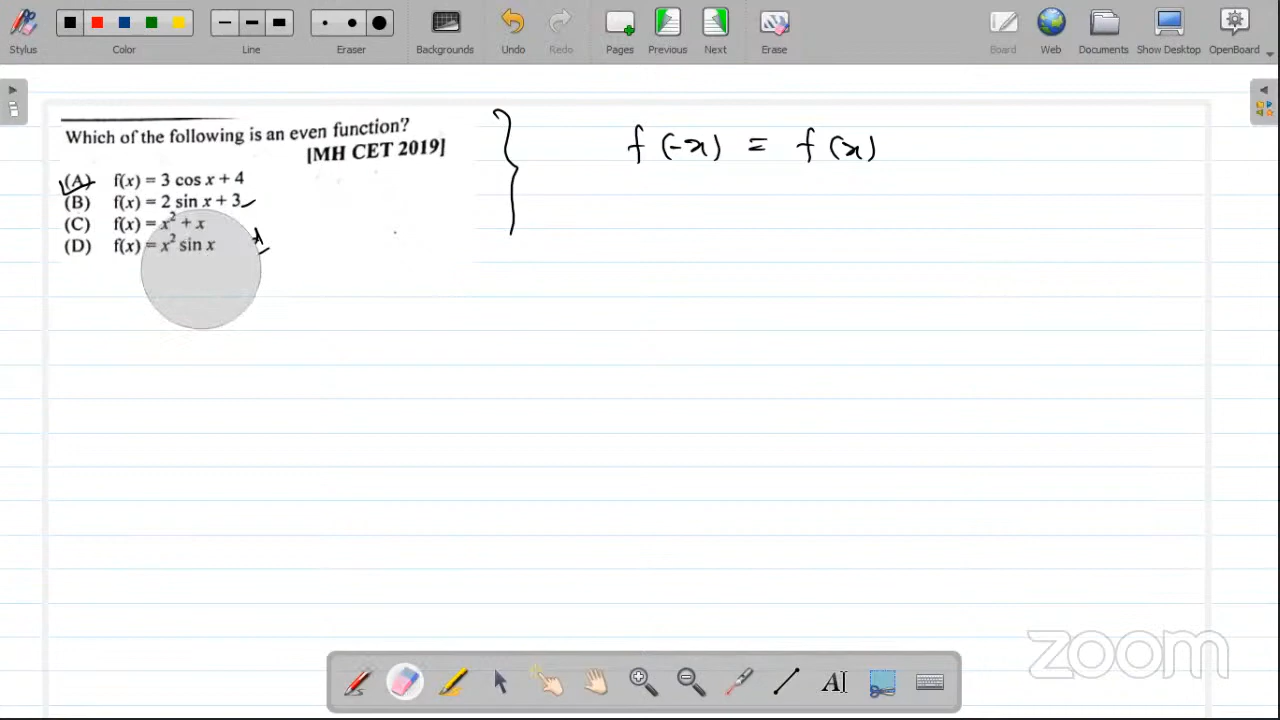 Stylus Color Line Eraser Backgrounds Undo Redo Pages Previous Next Erase Board Web Documents Show Desktop OpenBoard
Which of the following is an even function?
[MH CET 2019]
(A) f(x) = 3 cos x + 4
(B) f(x) = 2 sin x + 3
(C) f(x) = x² + x
(D) f(x) = x² sin x
f(-x) = f(x)
zoom